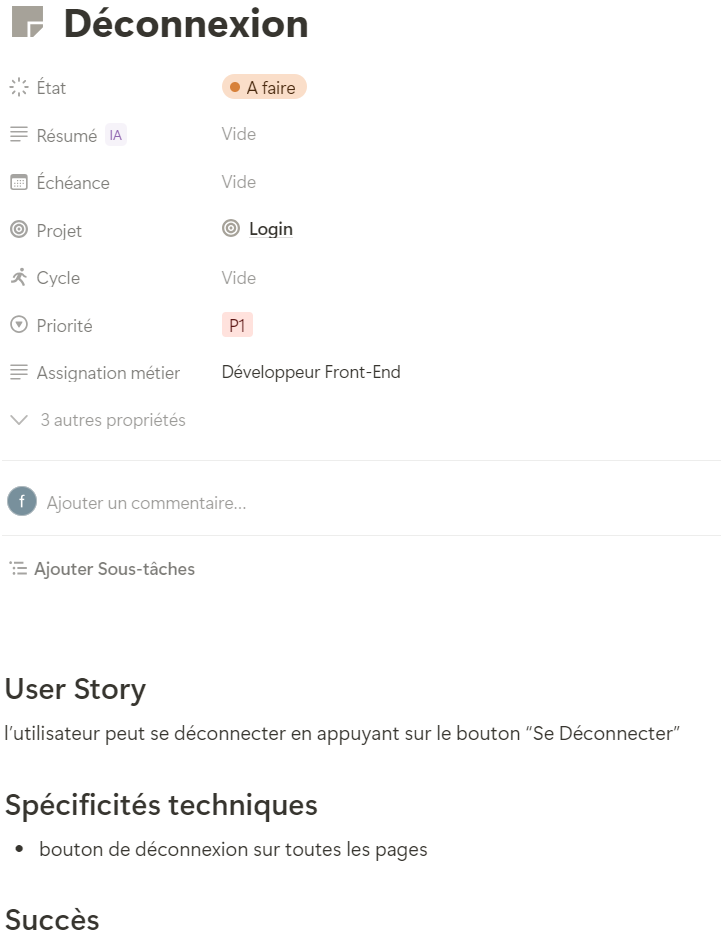 Déconnexion
État A faire
Résumé IA Vide
Échéance Vide
Projet Login
Cycle Vide
Priorité P1
Assignation métier Développeur Front-End
3 autres propriétés
f Ajouter un commentaire...
Ajouter Sous-tâches
User Story
l’utilisateur peut se déconnecter en appuyant sur le bouton “Se Déconnecter”
Spécificités techniques
• bouton de déconnexion sur toutes les pages
Succès